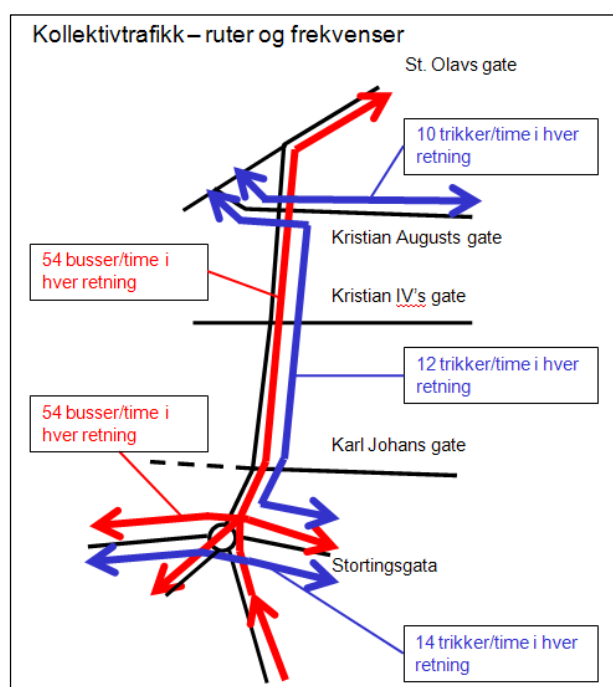 Kollektivtrafikk – ruter og frekvenser
St. Olavs gate
10 trikker/time i hver
retning
Kristian Augusts gate
54 busser/time i
hver retning
Kristian IV's gate
12 trikker/time i hver
retning
54 busser/time i
hver retning
Karl Johans gate
Stortingsgata
14 trikker/time i hver
retning